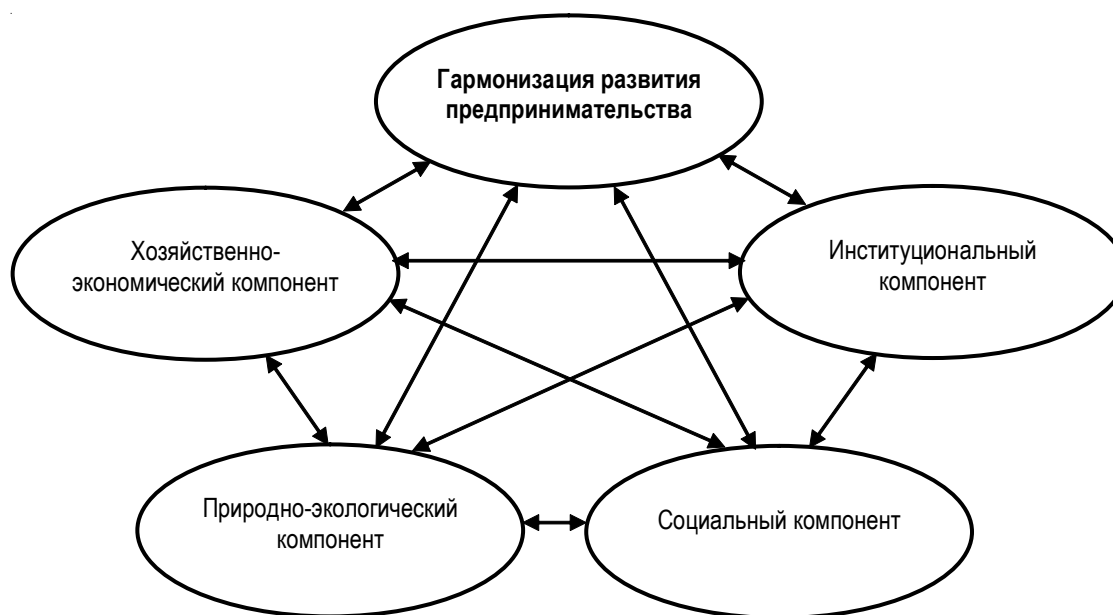 Гармонизация развития
предпринимательства
Хозяйственно-
экономический компонент
Институциональный
компонент
Природно-экологический
компонент
Социальный компонент